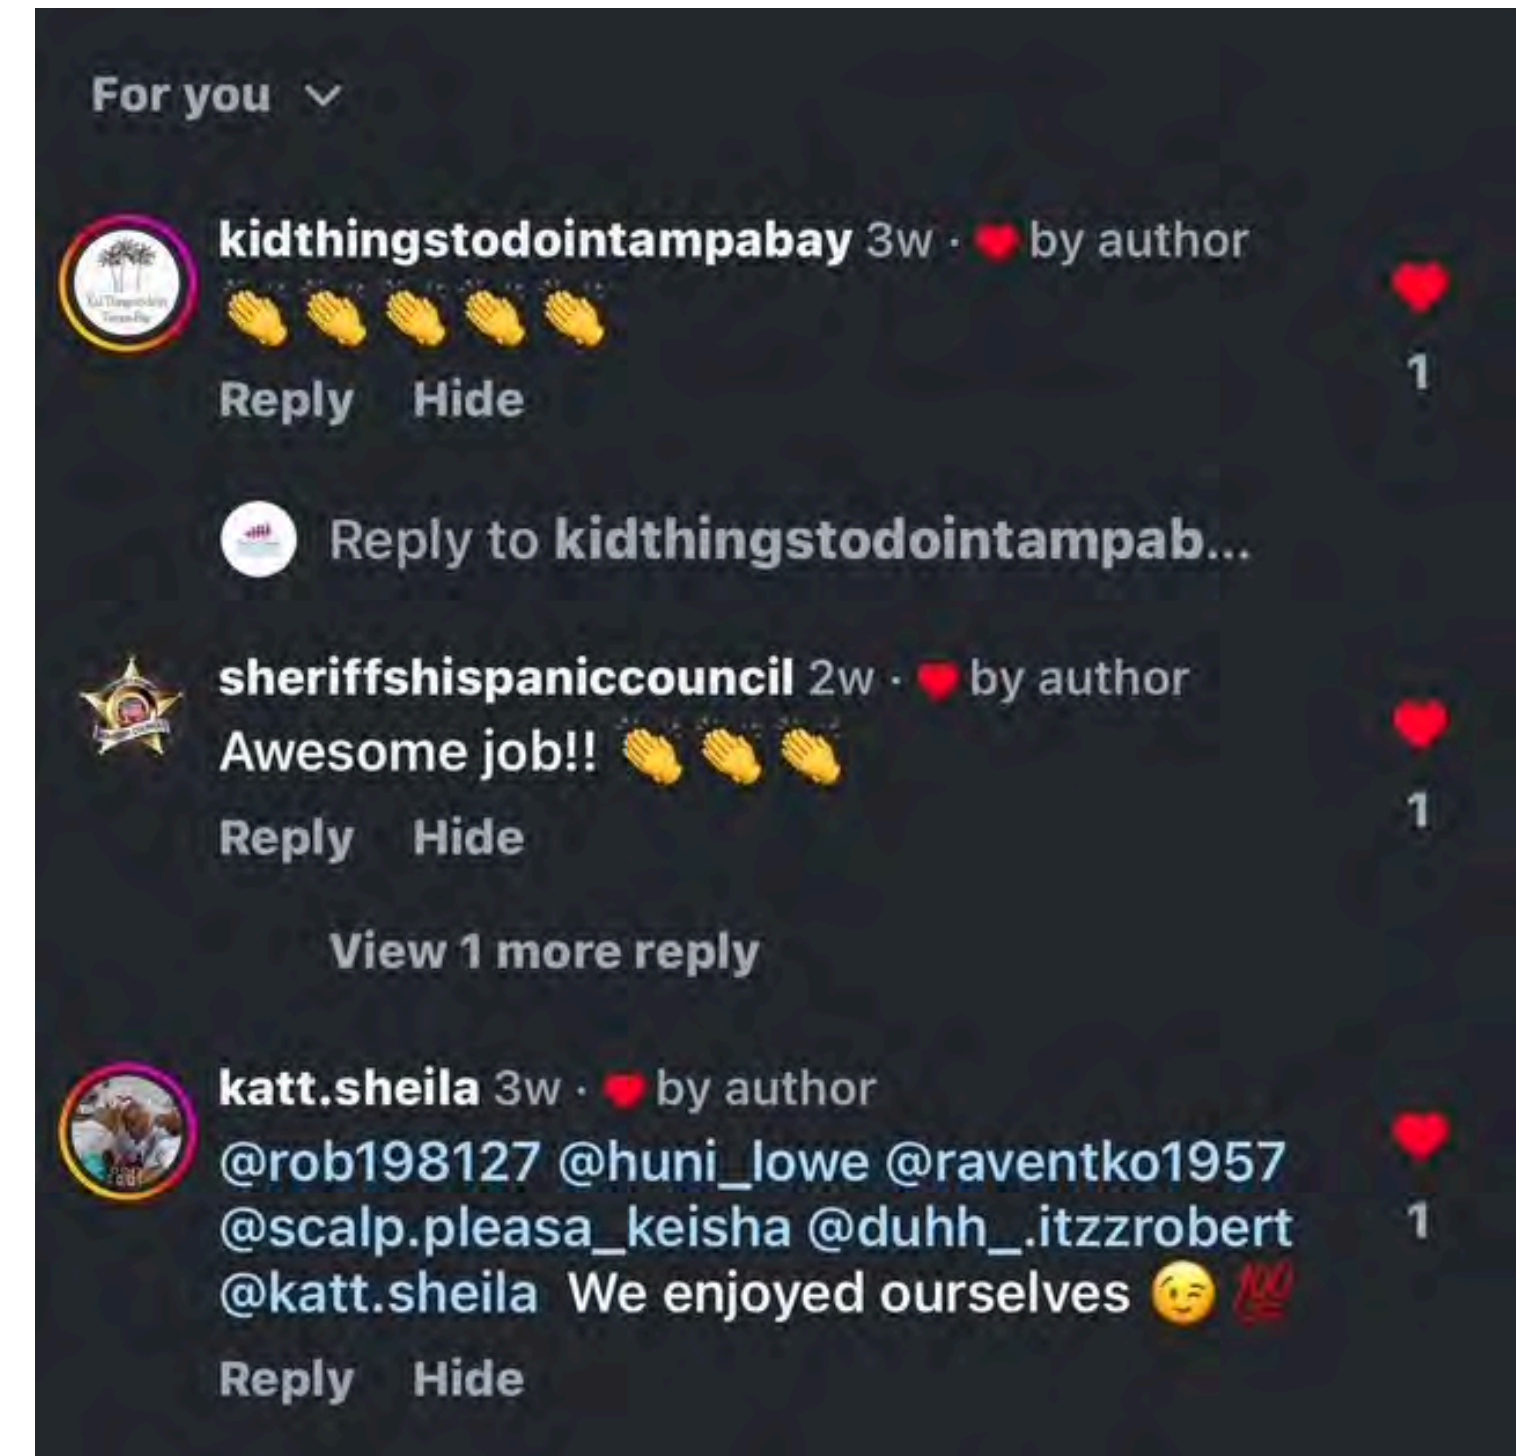 For you
kidthingstodointampabay 3w · ❤️ by author
👏👏👏👏👏
1
Reply Hide
Reply to kidthingstodointampab...
sheriffshispaniccouncil 2w · ❤️ by author
Awesome job!! 👏👏👏
1
Reply Hide
View 1 more reply
katt.sheila 3w · ❤️ by author
@rob198127 @huni_lowe @raventko1957
@scalp.pleasa_keisha @duhh_.itzzrobert
1
@katt.sheila We enjoyed ourselves 😉 💯
Reply Hide